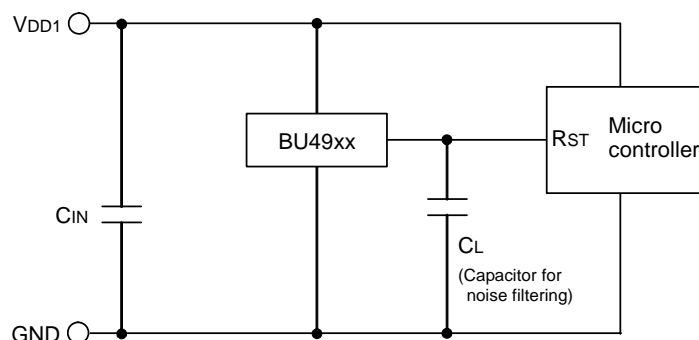 VDD1
BU49xx
RST
Micro
controller
CIN
CL
(Capacitor for
noise filtering)
GND